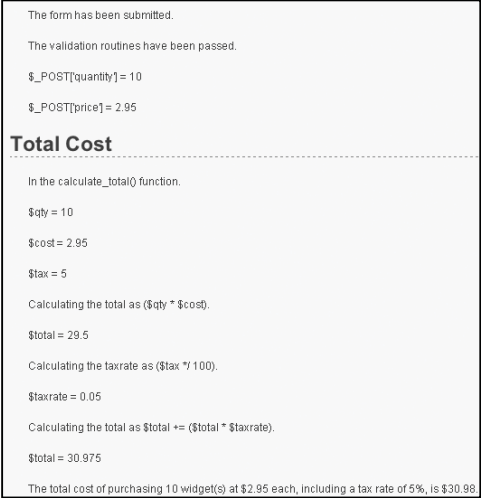 The form has been submitted.
The validation routines have been passed.
$_POST['quantity'] = 10
$_POST['price'] = 2.95
Total Cost
In the calculate_total() function.
$qty = 10
$cost = 2.95
$tax = 5
Calculating the total as ($qty * $cost).
$total = 29.5
Calculating the taxrate as ($tax */ 100).
$taxrate = 0.05
Calculating the total as $total += ($total * $taxrate).
$total = 30.975
The total cost of purchasing 10 widget(s) at $2.95 each, including a tax rate of 5%, is $30.98.